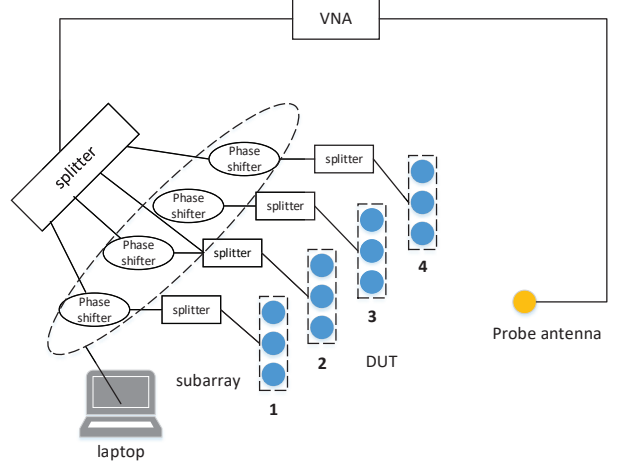 VNA
splitter
Phase
shifter
splitter
Phase
shifter
splitter
4
Phase
shifter
splitter
3
Phase
shifter
splitter
Probe antenna
2
DUT
subarray
1
laptop